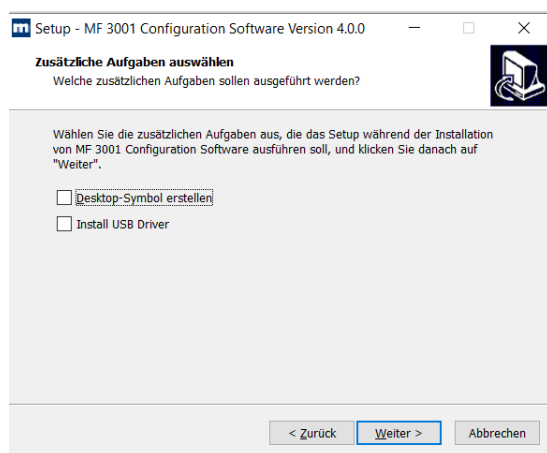 m Setup - MF 3001 Configuration Software Version 4.0.0
Zusätzliche Aufgaben auswählen
Welche zusätzlichen Aufgaben sollen ausgeführt werden?
Wählen Sie die zusätzlichen Aufgaben aus, die das Setup während der Installation
von MF 3001 Configuration Software ausführen soll, und klicken Sie danach auf
"Weiter".
Desktop-Symbol erstellen
Install USB Driver
< Zurück Weiter > Abbrechen